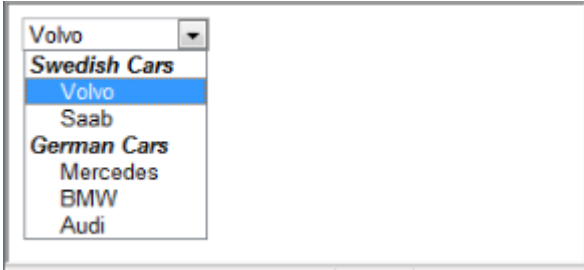 Volvo
Swedish Cars
Volvo
Saab
German Cars
Mercedes
BMW
Audi